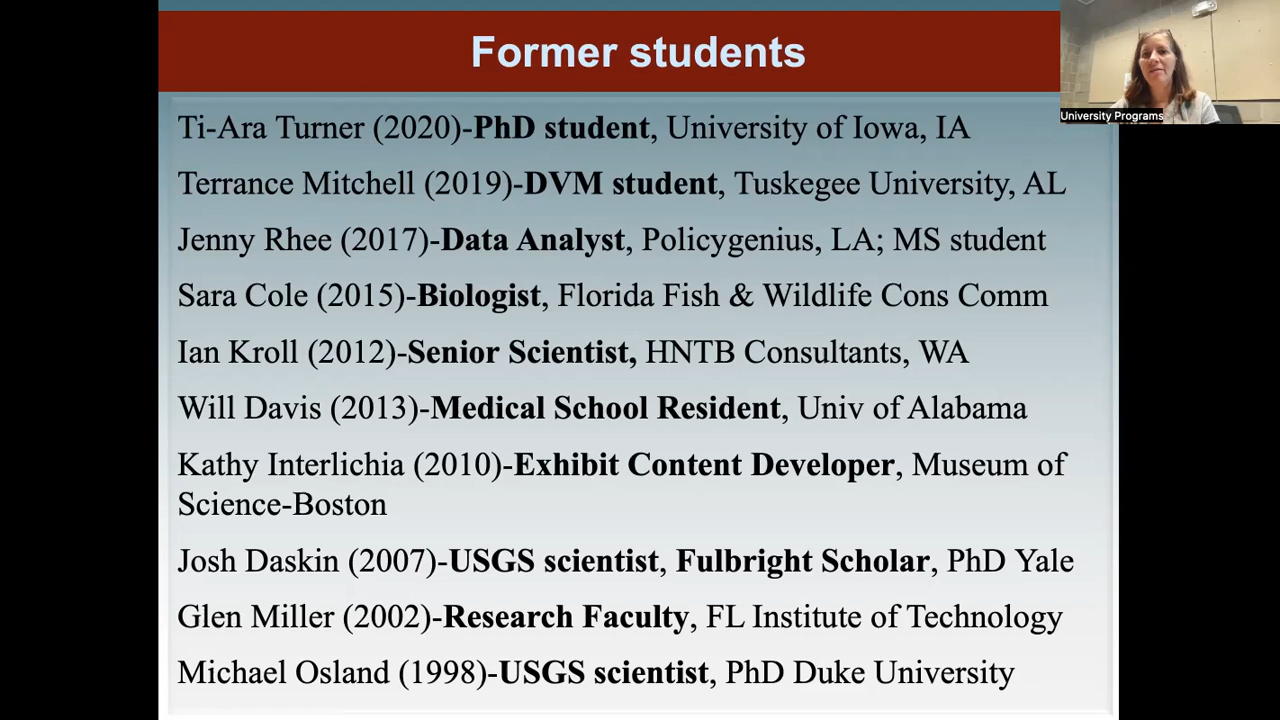 Former students
University Programs
Ti-Ara Turner (2020)-PhD student, University of Iowa, IA
Terrance Mitchell (2019)-DVM student, Tuskegee University, AL
Jenny Rhee (2017)-Data Analyst, Policygenius, LA; MS student
Sara Cole (2015)-Biologist, Florida Fish & Wildlife Cons Comm
Ian Kroll (2012)-Senior Scientist, HNTB Consultants, WA
Will Davis (2013)-Medical School Resident, Univ of Alabama
Kathy Interlichia (2010)-Exhibit Content Developer, Museum of
Science-Boston
Josh Daskin (2007)-USGS scientist, Fulbright Scholar, PhD Yale
Glen Miller (2002)-Research Faculty, FL Institute of Technology
Michael Osland (1998)-USGS scientist, PhD Duke University